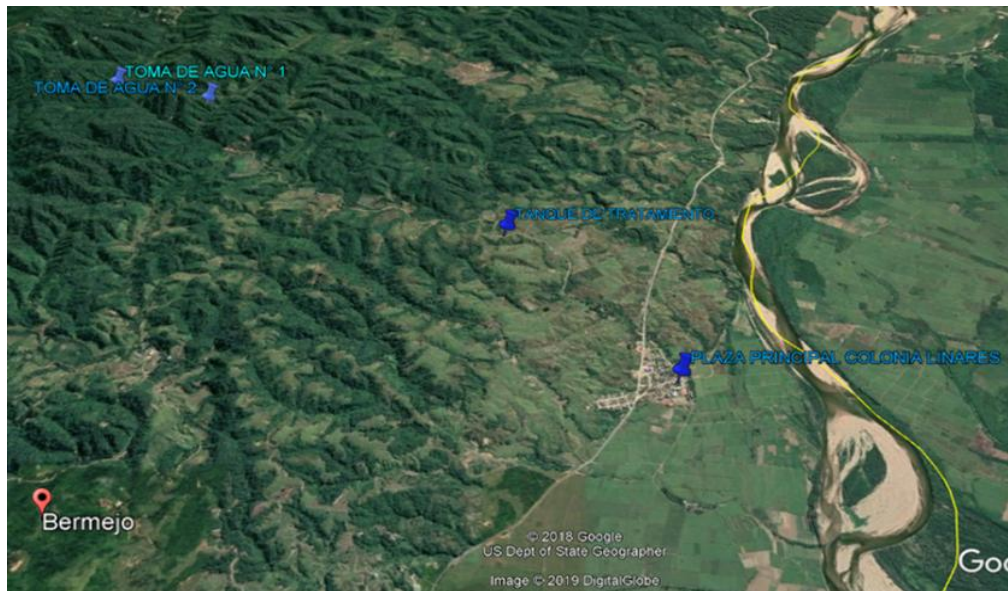 TOMA DE AGUA N° 1
TOMA DE AGUA N° 2
TANQUE DE TRATAMIENTO
PLAZA PRINCIPAL COLONIA LINARES
Bermejo
© 2018 Google
US Dept of State Geographer
Image © 2019 DigitalGlobe
Goo